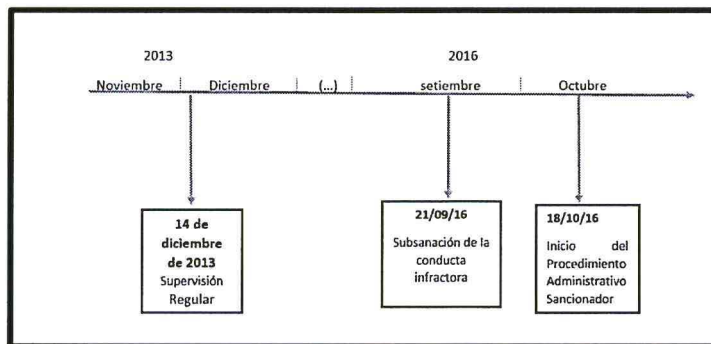 2013 2016
Noviembre Diciembre (...) setiembre Octubre
14 de
diciembre
de 2013
Supervisión
Regular
21/09/16
Subsanación de la
conducta
infractora
18/10/16
Inicio del
Procedimiento
Administrativo
Sancionador